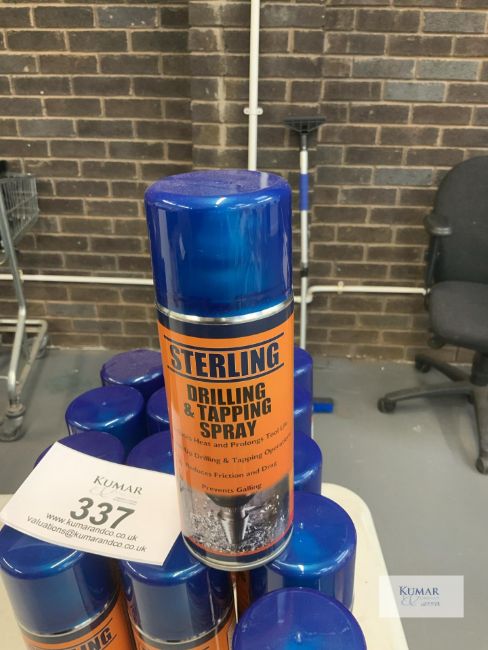 STERLING
DRILLING
& TAPPING
SPRAY
Heat and Prolongs Tool Life
Drilling & Tapping Operations
Reduces Friction and Drag
Prevents Galling
KUMAR
&
337
www.kumarandco.co.uk
valuations@kumarandco.co.uk
KUMAR
&